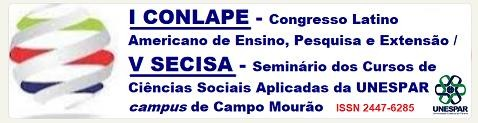 I CONLAPE - Congresso Latino
Americano de Ensino, Pesquisa e Extensão /
V SECISA - Seminário dos Cursos de
Ciências Sociais Aplicadas da UNESPAR
campus de Campo Mourão ISSN 2447-6285
UNESPAR